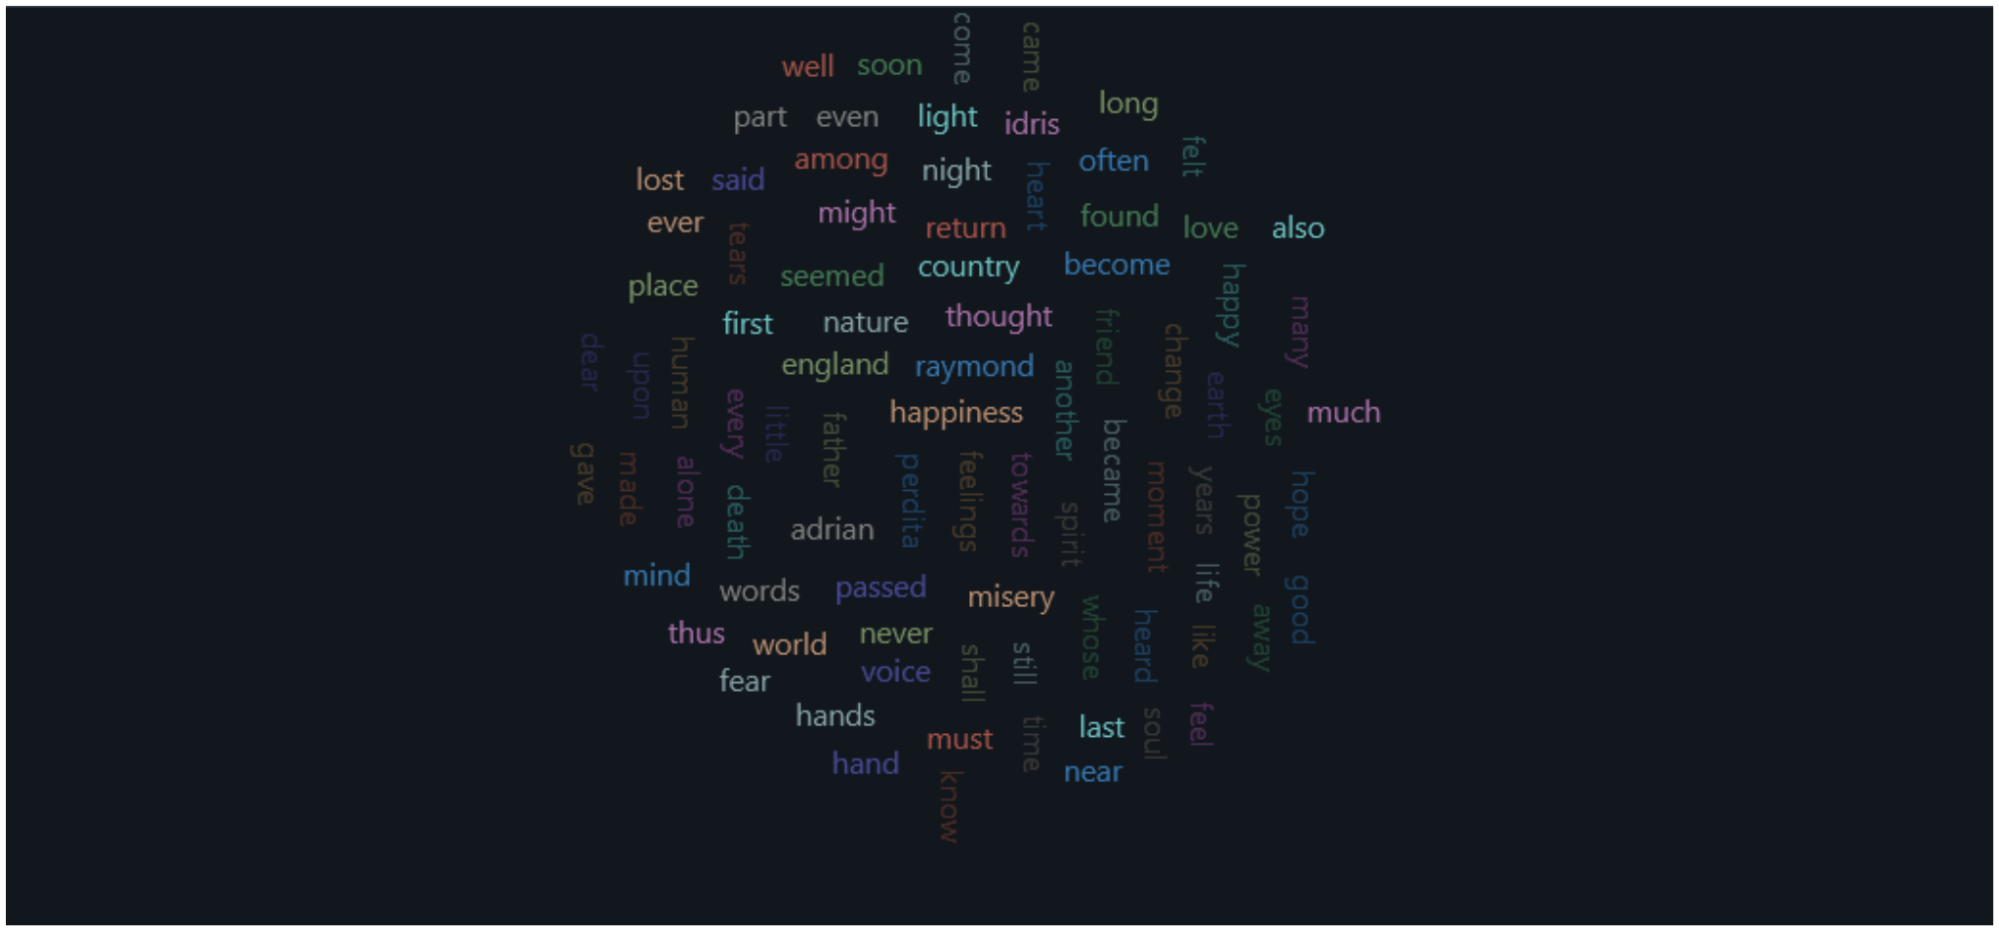 come
came
well soon
long
part even light idris
felt
among night heart often
lost said
might return found love also
ever tears
seemed country become
place happy
first nature thought friend change many
dear upon human england raymond another earth
every little father happiness became eyes much
gave made alone death perdita feelings towards moment years hope
adrian spirit power
mind words passed misery life good
thus world never whose heard like away
fear voice shall still
hands must time last soul feel
hand near
know